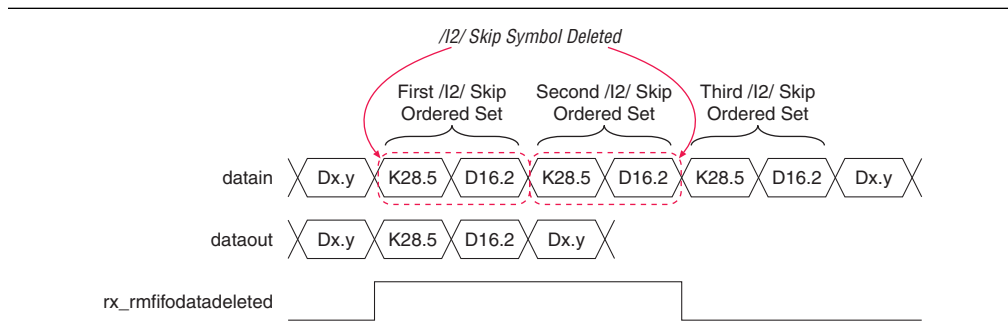 /I2/ Skip Symbol Deleted
First /I2/ Skip Ordered Set
Second /I2/ Skip Ordered Set
Third /I2/ Skip Ordered Set
datain Dx.y K28.5 D16.2 K28.5 D16.2 K28.5 D16.2 Dx.y
dataout Dx.y K28.5 D16.2 Dx.y
rx_rmfifodatadeleted